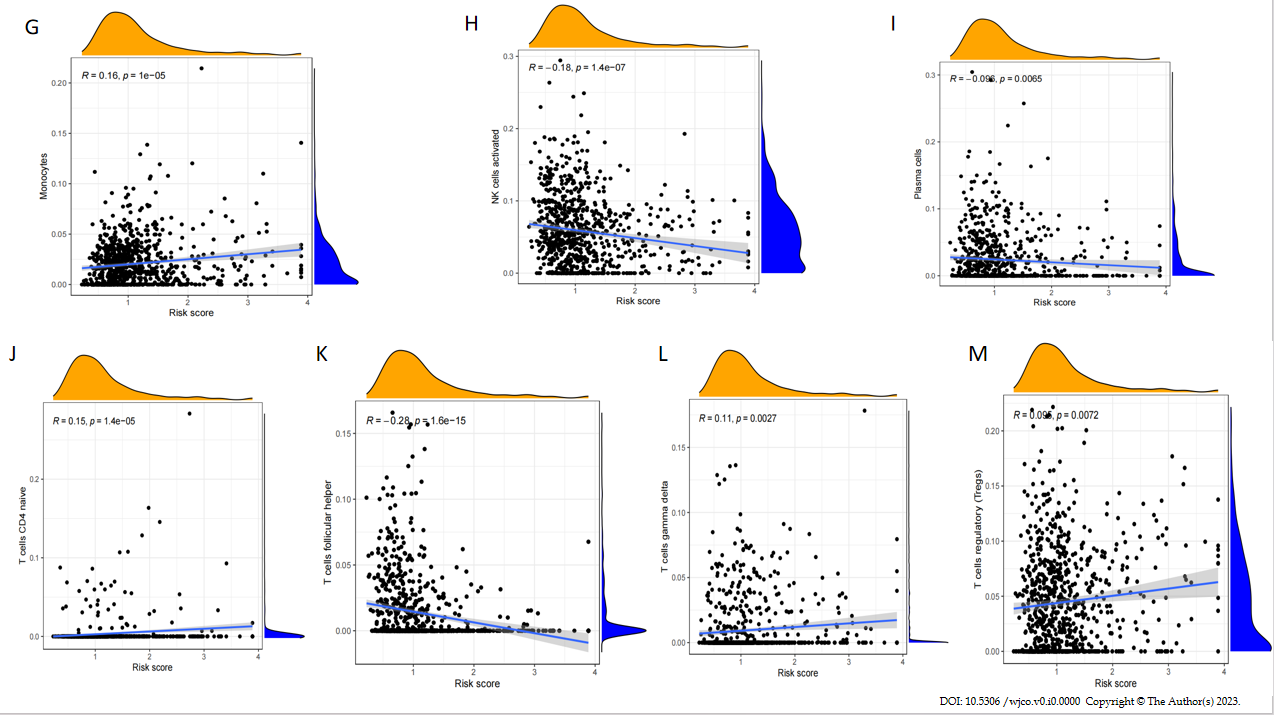 G
R = 0.16, p = 1e−05
Monocytes
0.20
0.15
0.10
0.05
0.00
1 2 3 4
Risk score
H
R = −0.18, p = 1.4e−07
NK cells activated
0.3
0.2
0.1
0.0
1 2 3 4
Risk score
I
R = −0.098, p = 0.0065
Plasma cells
0.3
0.2
0.1
0.0
1 2 3 4
Risk score
J
R = 0.15, p = 1.4e−05
T cells CD4 naive
0.2
0.1
0.0
1 2 3 4
Risk score
K
R = −0.28, p = 1.6e−15
T cells follicular helper
0.15
0.10
0.05
0.00
1 2 3 4
Risk score
L
R = 0.11, p = 0.0027
T cells gamma delta
0.15
0.10
0.05
0.00
1 2 3 4
Risk score
M
p = 0.0072
T cells regulatory (Tregs)
0.20
0.15
0.10
0.05
0.00
1 2 3 4
Risk score
DOI: 10.5306 /wjco.v0.i0.0000 Copyright © The Author(s) 2023.